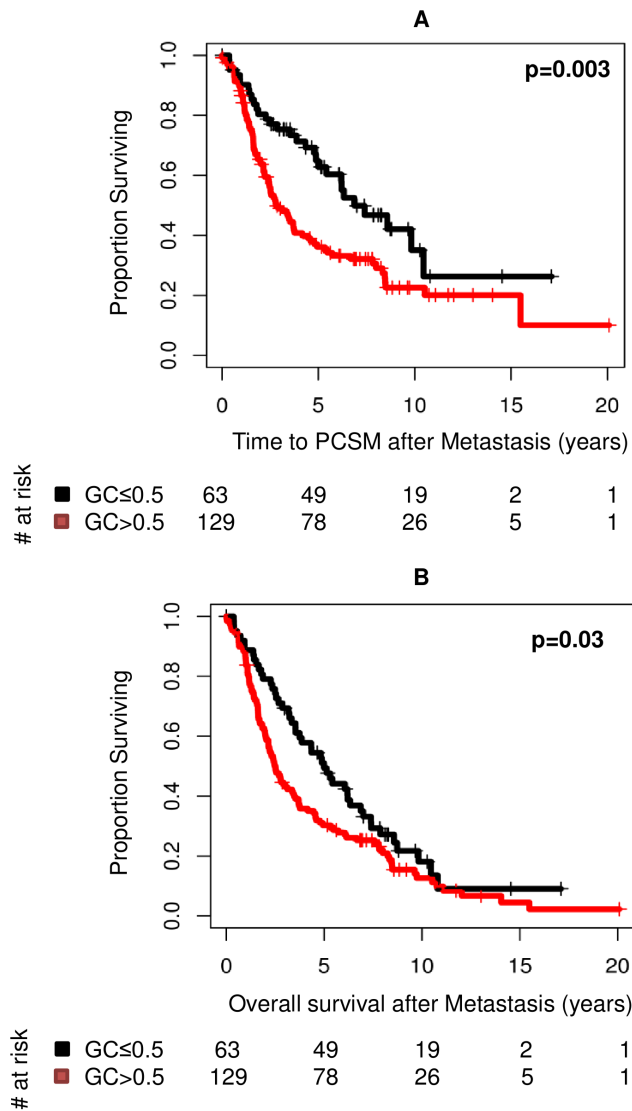 A
p=0.003
Proportion Surviving
1.0
0.8
0.6
0.4
0.2
0.0
0 5 10 15 20
Time to PCSM after Metastasis (years)
# at risk
GC≤0.5 63 49 19 2 1
GC>0.5 129 78 26 5 1
B
p=0.03
Proportion Surviving
1.0
0.8
0.6
0.4
0.2
0.0
0 5 10 15 20
Overall survival after Metastasis (years)
# at risk
GC≤0.5 63 49 19 2 1
GC>0.5 129 78 26 5 1